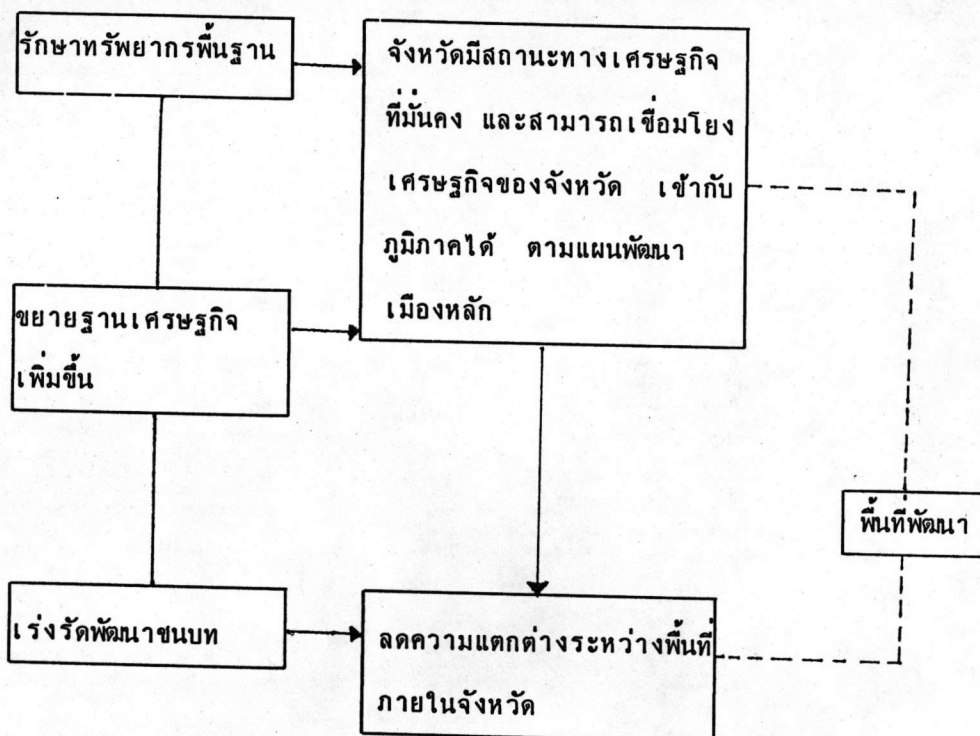 รักษาทรัพยากรพื้นฐาน
จังหวัดมีสถานะทางเศรษฐกิจ
ที่มั่นคง และสามารถเชื่อมโยง
เศรษฐกิจของจังหวัด เข้ากับ
ภูมิภาคได้ ตามแผนพัฒนา
เมืองหลัก
ขยายฐานเศรษฐกิจ
เพิ่มขึ้น
พื้นที่พัฒนา
เร่งรัดพัฒนาชนบท
ลดความแตกต่างระหว่างพื้นที่
ภายในจังหวัด